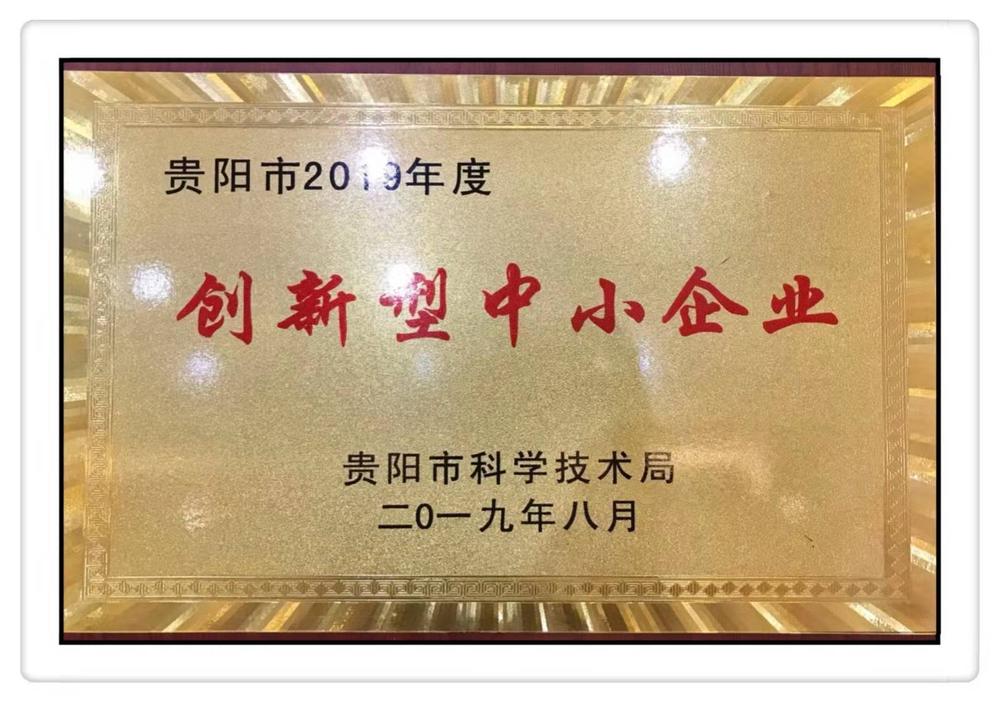 贵阳市2019年度
创新型中小企业
贵阳市科学技术局
二0一九年八月